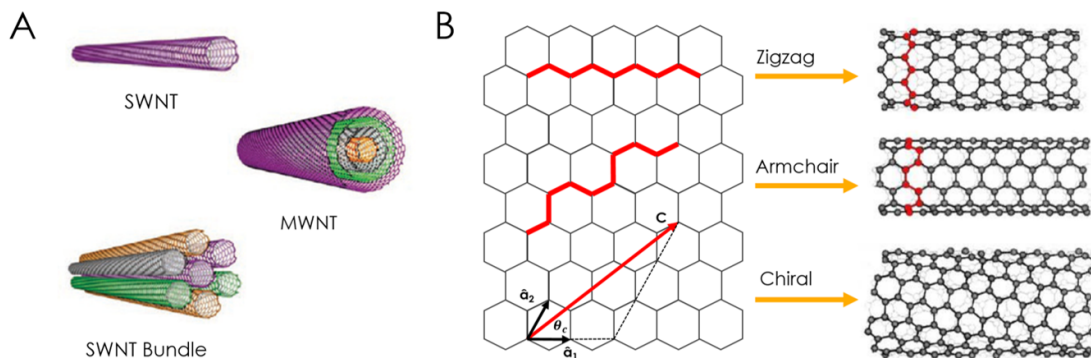 A
SWNT
MWNT
SWNT Bundle
B
Zigzag
Armchair
Chiral
C
â₂
θc
â₁